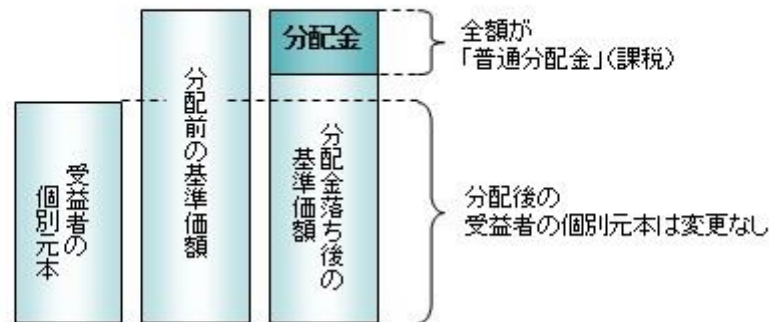 受益者の
個別元本
分配前の基準価額
分配金
分配金落ち後の
基準価額
全額が
「普通分配金」(課税)
分配後の
受益者の個別元本は変更なし